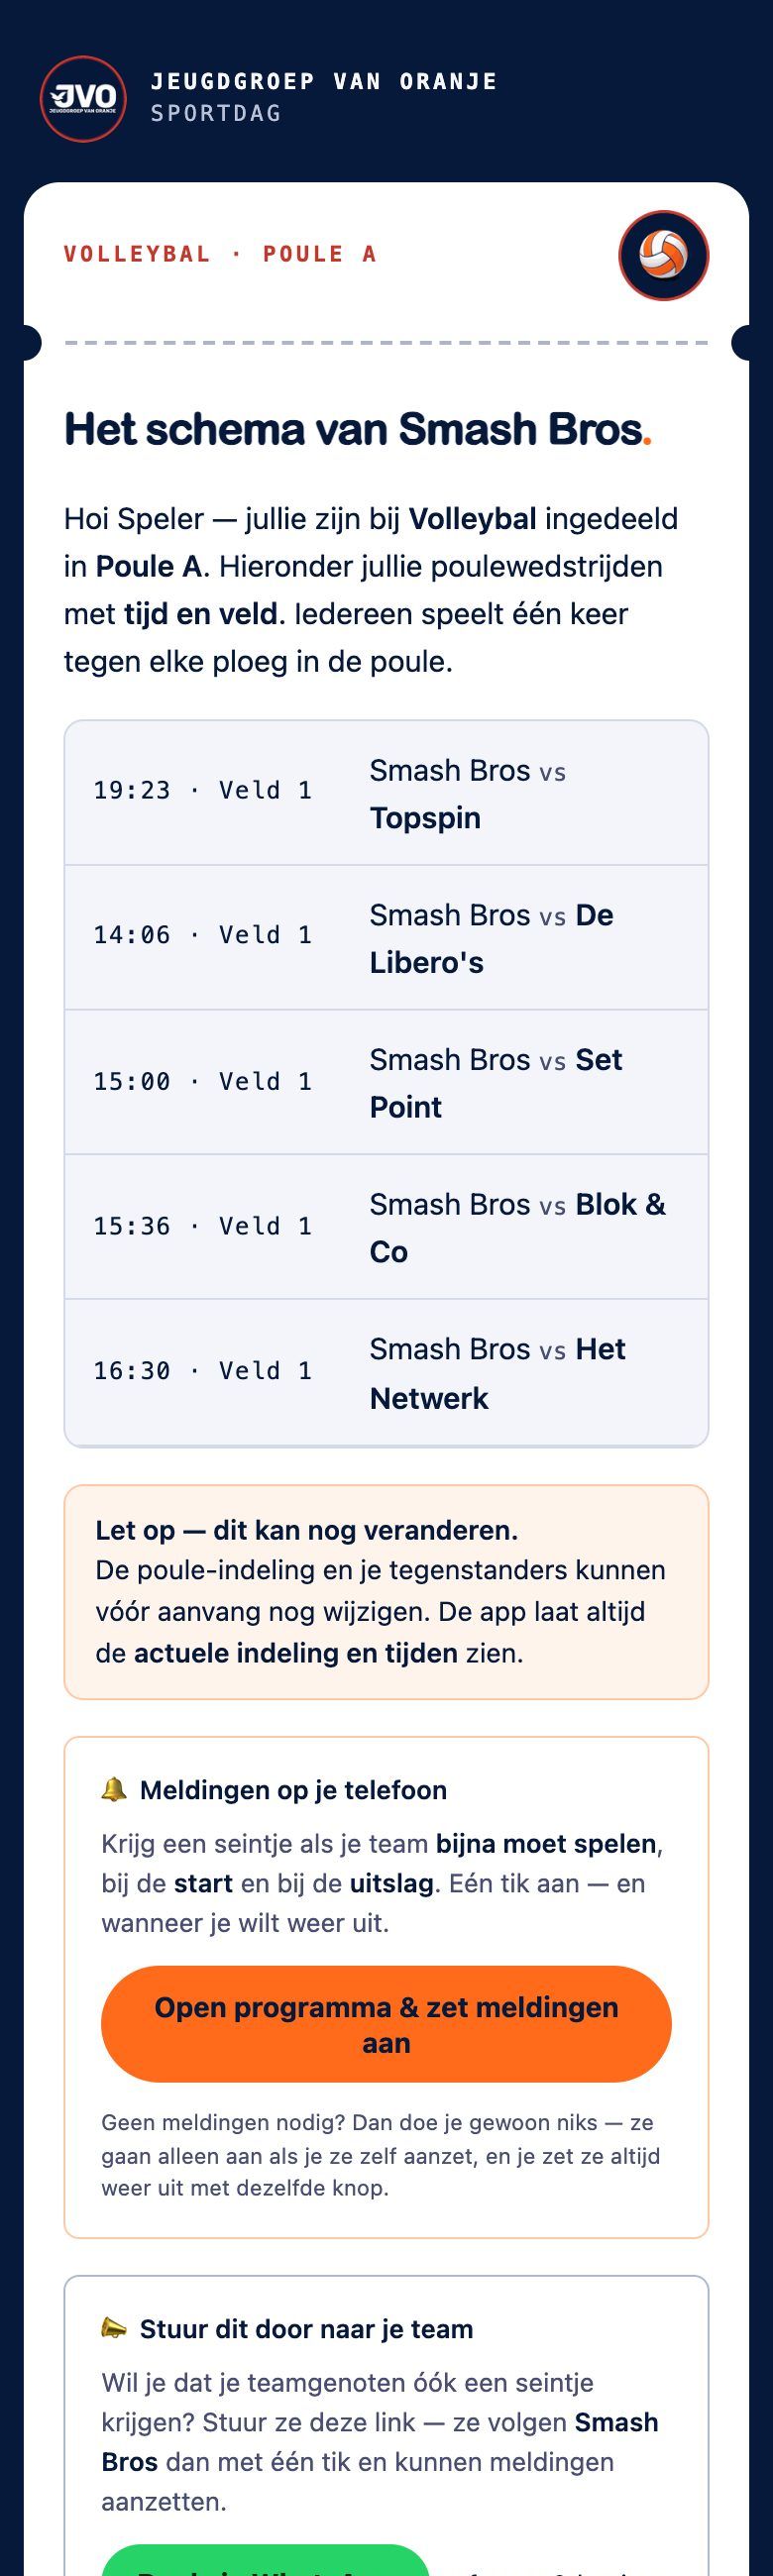 JVO
JEUGDGROEP VAN ORANJE
JEUGDGROEP VAN ORANJE
SPORTDAG
VOLLEYBAL · POULE A
Het schema van Smash Bros.
Hoi Speler — jullie zijn bij Volleybal ingedeeld
in Poule A. Hieronder jullie poulewedstrijden
met tijd en veld. Iedereen speelt één keer
tegen elke ploeg in de poule.
19:23 · Veld 1
Smash Bros vs
Topspin
14:06 · Veld 1
Smash Bros vs De
Libero's
15:00 · Veld 1
Smash Bros vs Set
Point
15:36 · Veld 1
Smash Bros vs Blok &
Co
16:30 · Veld 1
Smash Bros vs Het
Netwerk
Let op — dit kan nog veranderen.
De poule-indeling en je tegenstanders kunnen
vóór aanvang nog wijzigen. De app laat altijd
de actuele indeling en tijden zien.
Meldingen op je telefoon
Krijg een seintje als je team bijna moet spelen,
bij de start en bij de uitslag. Eén tik aan — en
wanneer je wilt weer uit.
Open programma & zet meldingen
aan
Geen meldingen nodig? Dan doe je gewoon niks — ze
gaan alleen aan als je ze zelf aanzet, en je zet ze altijd
weer uit met dezelfde knop.
Stuur dit door naar je team
Wil je dat je teamgenoten óók een seintje
krijgen? Stuur ze deze link — ze volgen Smash
Bros dan met één tik en kunnen meldingen
aanzetten.